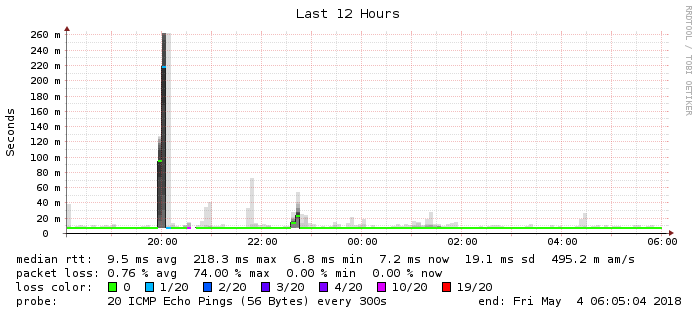 Last 12 Hours
RRDTOOL / TOBI OETIKER
Seconds
260 m
240 m
220 m
200 m
180 m
160 m
140 m
120 m
100 m
80 m
60 m
40 m
20 m
0
20:00 22:00 00:00 02:00 04:00 06:00
median rtt: 9.5 ms avg 218.3 ms max 6.8 ms min 7.2 ms now 19.1 ms sd 495.2 m am/s
packet loss: 0.76 % avg 74.00 % max 0.00 % min 0.00 % now
loss color: 0 1/20 2/20 3/20 4/20 10/20 19/20
probe: 20 ICMP Echo Pings (56 Bytes) every 300s end: Fri May 4 06:05:04 2018